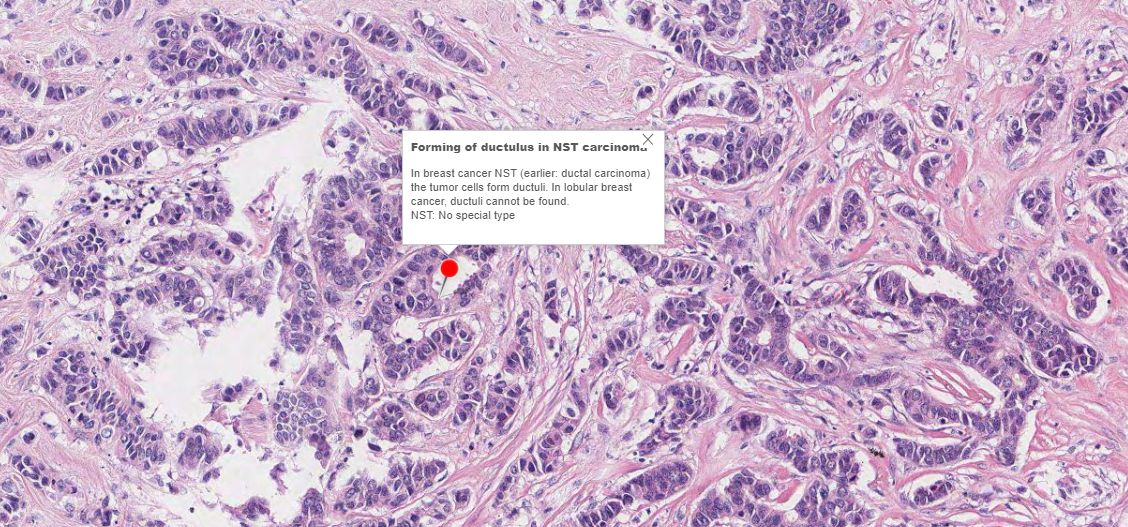 Forming of ductulus in NST carcinoma
In breast cancer NST (earlier: ductal carcinoma)
the tumor cells form ductuli. In lobular breast
cancer, ductuli cannot be found.
NST: No special type